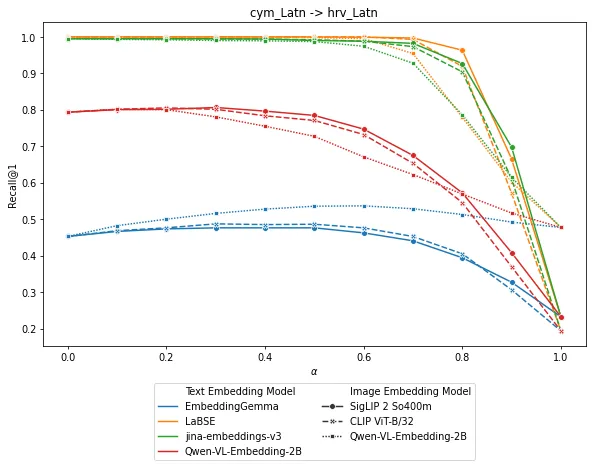 cym_Latn -> hrv_Latn
Recall@1
1.0
0.9
0.8
0.7
0.6
0.5
0.4
0.3
0.2
0.0 0.2 0.4 0.6 0.8 1.0
α
Text Embedding Model
EmbeddingGemma
LaBSE
jina-embeddings-v3
Qwen-VL-Embedding-2B
Image Embedding Model
SigLIP 2 So400m
CLIP ViT-B/32
Qwen-VL-Embedding-2B